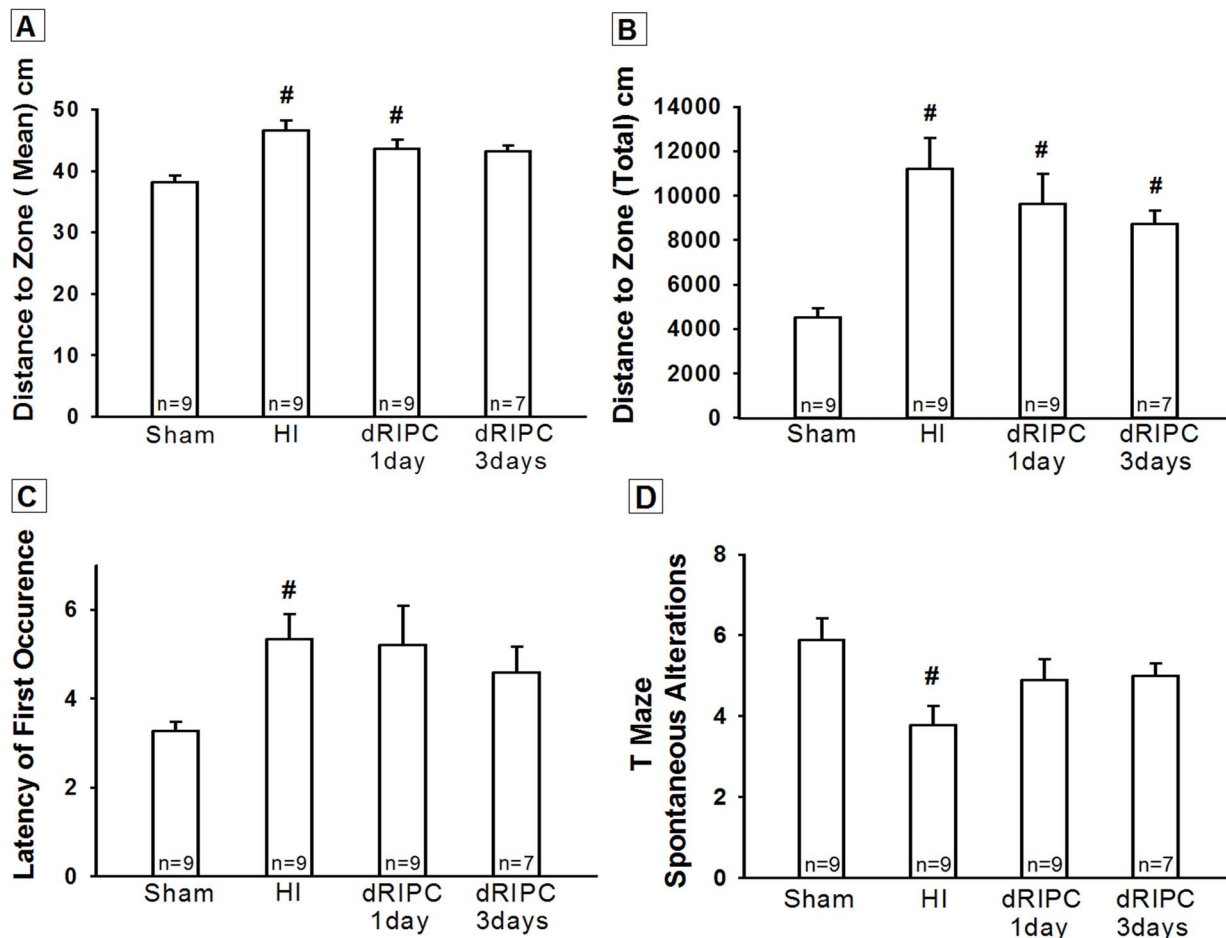 A
Distance to Zone ( Mean) cm
50
40
30
20
10
0
#
#
n=9
n=9
n=9
n=7
Sham
HI
dRIPC
1day
dRIPC
3days
B
Distance to Zone (Total) cm
14000
12000
10000
8000
6000
4000
2000
0
#
#
#
n=9
n=9
n=9
n=7
Sham
HI
dRIPC
1day
dRIPC
3days
C
Latency of First Occurence
6
4
2
0
#
n=9
n=9
n=9
n=7
Sham
HI
dRIPC
1day
dRIPC
3days
D
T Maze
Spontaneous Alterations
8
6
4
2
0
#
n=9
n=9
n=9
n=7
Sham
HI
dRIPC
1day
dRIPC
3days